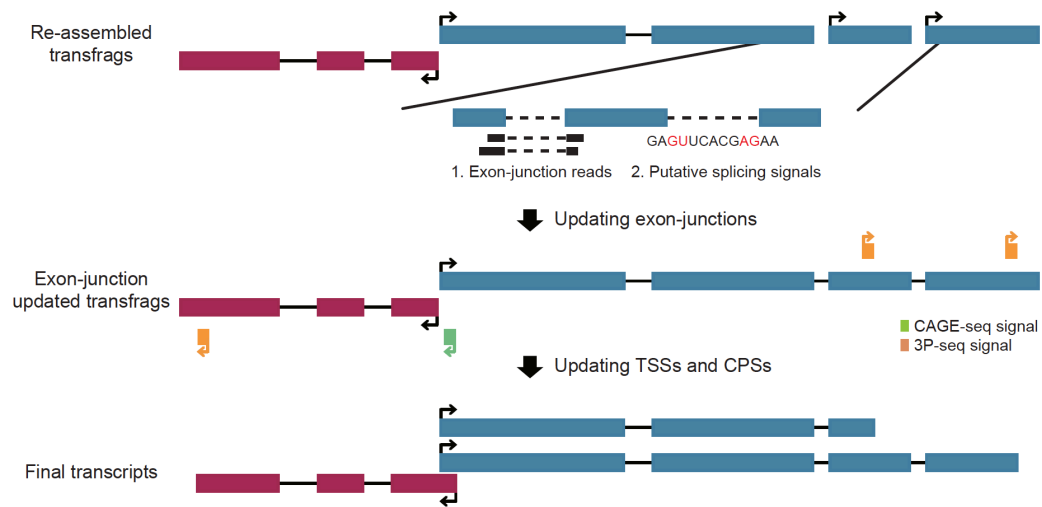 Re-assembled
transfrags
GAGUUCACGAGAA
1. Exon-junction reads
2. Putative splicing signals
Updating exon-junctions
Exon-junction
updated transfrags
CAGE-seq signal
3P-seq signal
Updating TSSs and CPSs
Final transcripts